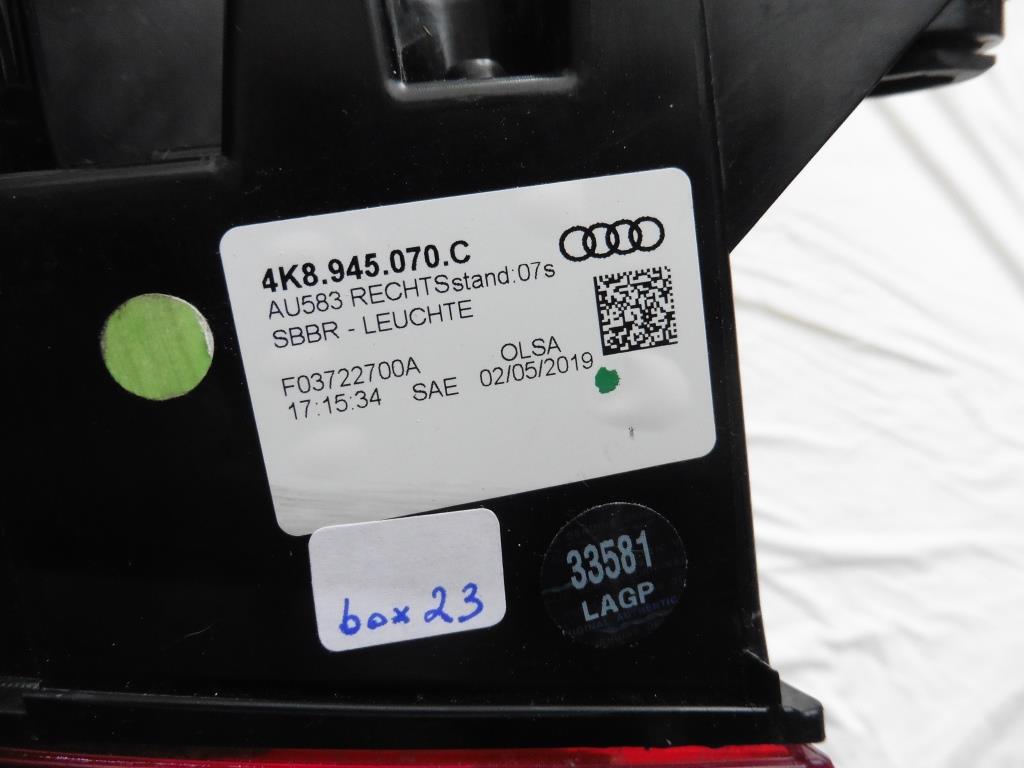 4K8.945.070.C
AU583 RECHTSstand:07s
SBBR - LEUCHTE
F03722700A OLSA
17:15:34 SAE 02/05/2019
box 23
33581
LAGP